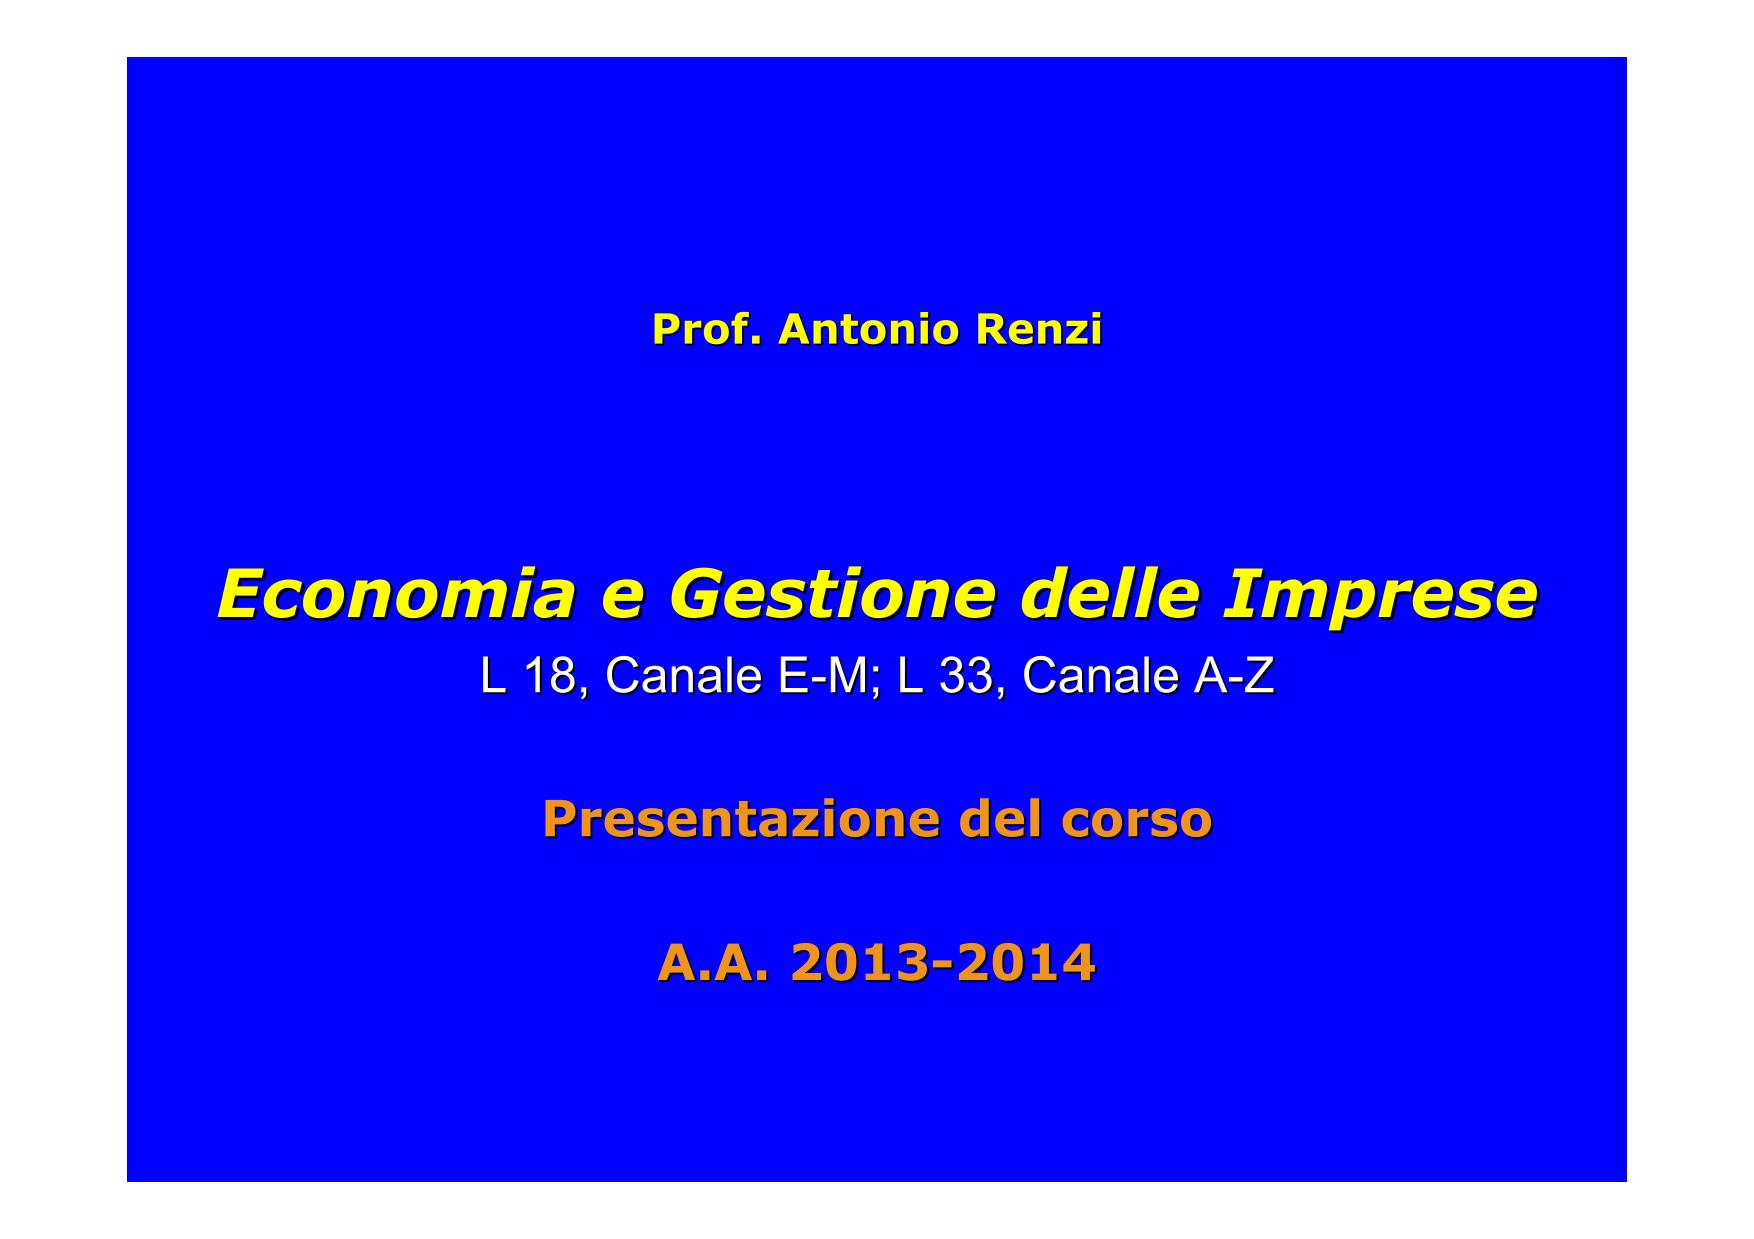 Prof. Antonio Renzi
Economia e Gestione delle Imprese
L 18, Canale E-M; L 33, Canale A-Z
Presentazione del corso
A.A. 2013-2014